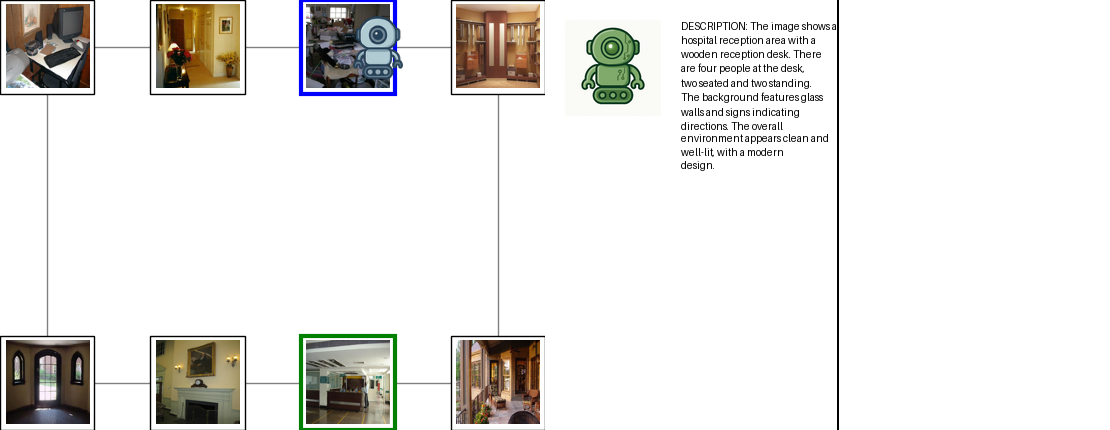 DESCRIPTION: The image shows a
hospital reception area with a
wooden reception desk. There
are four people at the desk,
two seated and two standing.
The background features glass
walls and signs indicating
directions. The overall
environment appears clean and
well-lit, with a modern
design.